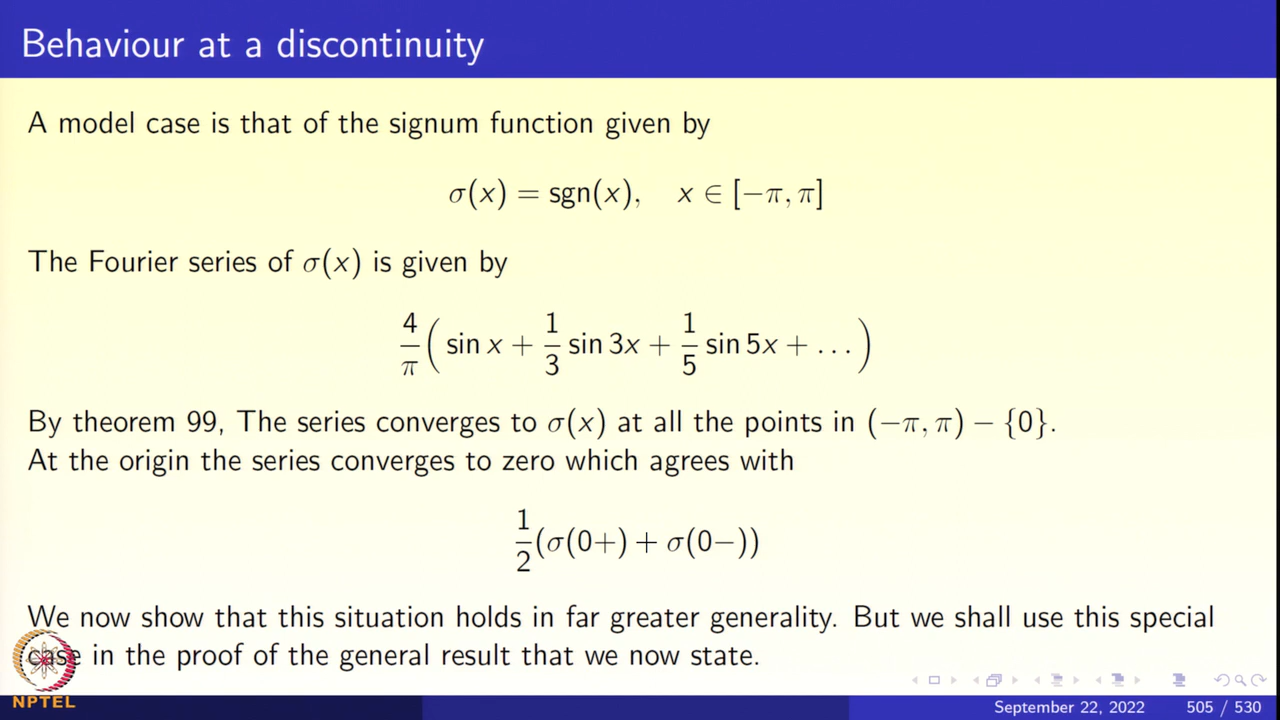 Behaviour at a discontinuity
A model case is that of the signum function given by
σ(x) = sgn(x), x ∈ [−π, π]
The Fourier series of σ(x) is given by
4/π ( sin x + 1/3 sin 3x + 1/5 sin 5x + ... )
By theorem 99, The series converges to σ(x) at all the points in (−π, π) − {0}.
At the origin the series converges to zero which agrees with
1/2 (σ(0+) + σ(0−))
We now show that this situation holds in far greater generality. But we shall use this special
case in the proof of the general result that we now state.
NPTEL
September 22, 2022 505 / 530